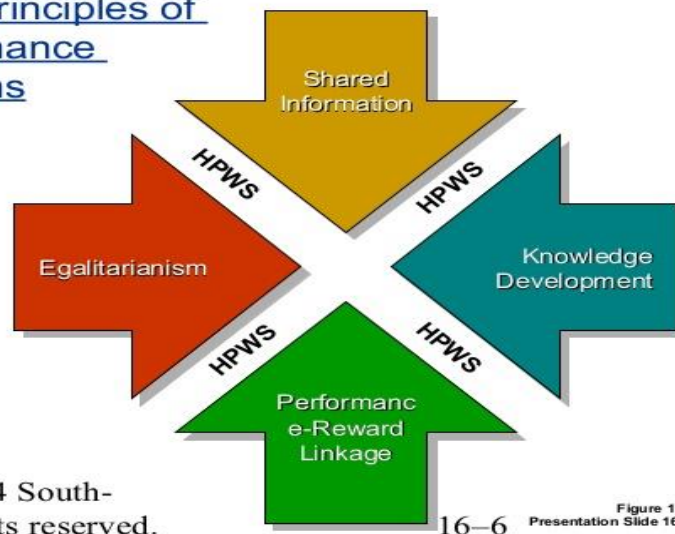 rinciples of
nance
ns
Shared
Information
HPWS
HPWS
Egalitarianism
Knowledge
Development
HPWS
HPWS
Performanc
e-Reward
Linkage
4 South-
ts reserved.
16–6
Figure 1
Presentation Slide 16